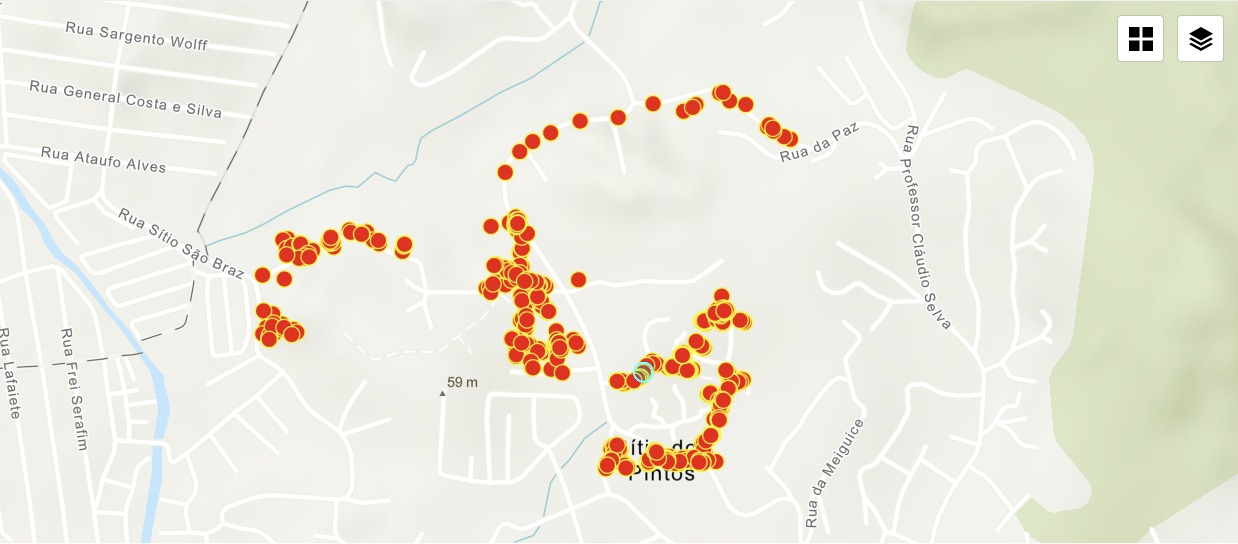 Rua Sargento Wolff
Rua General Costa e Silva
Rua Ataufo Alves
Rua Sítio São Braz
Rua da Paz
Rua Professor Cláudio Selva
Rua Lafaiete
Rua Frei Serafim
59 m
Rua da Meiguice
Pintos